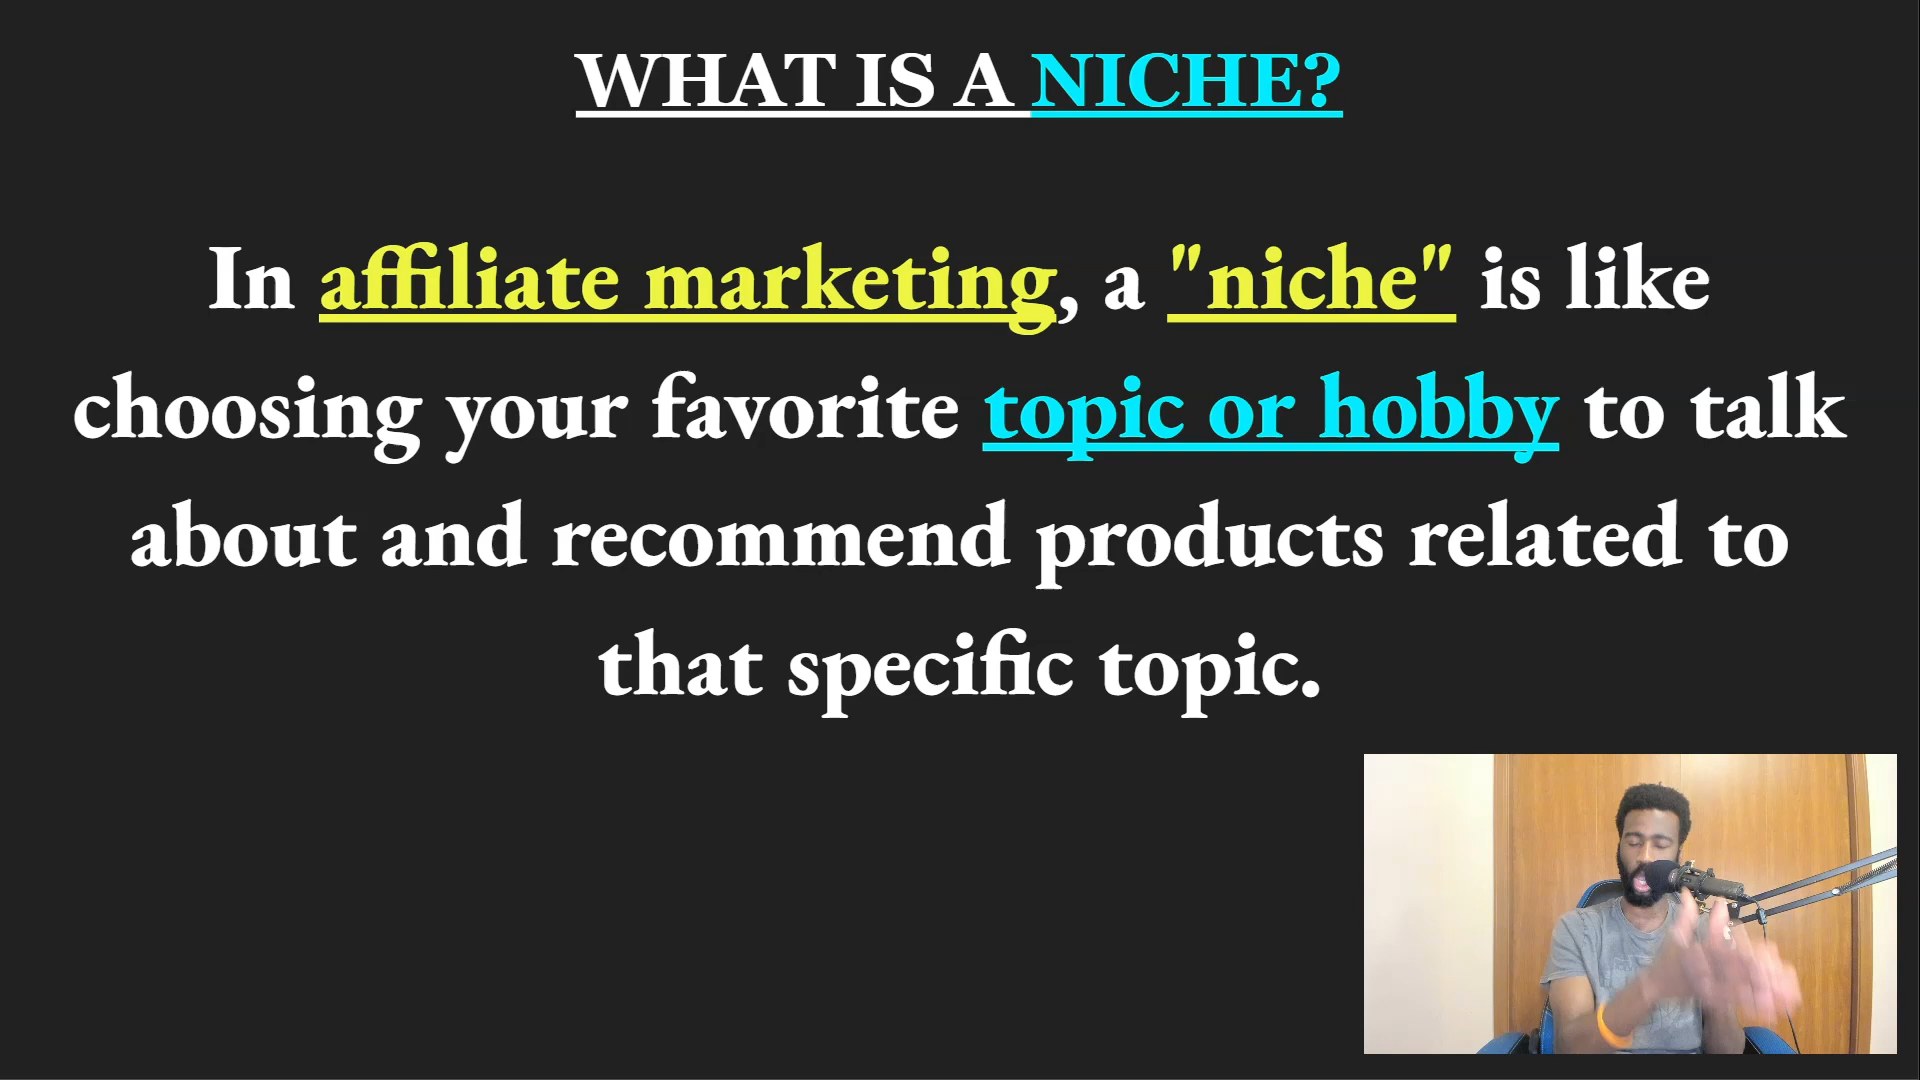 WHAT IS A NICHE?
In affiliate marketing, a "niche" is like
choosing your favorite topic or hobby to talk
about and recommend products related to
that specific topic.